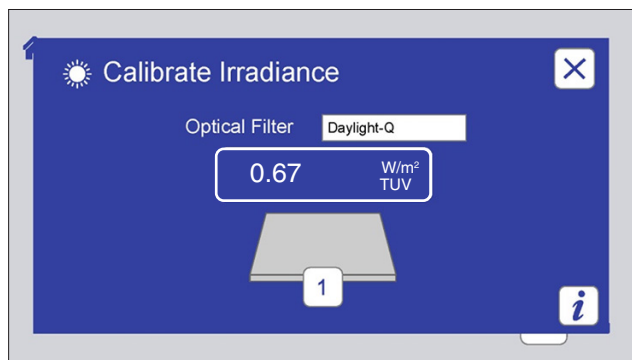 Calibrate Irradiance
Optical Filter Daylight-Q
0.67 W/m²
TUV
1
i